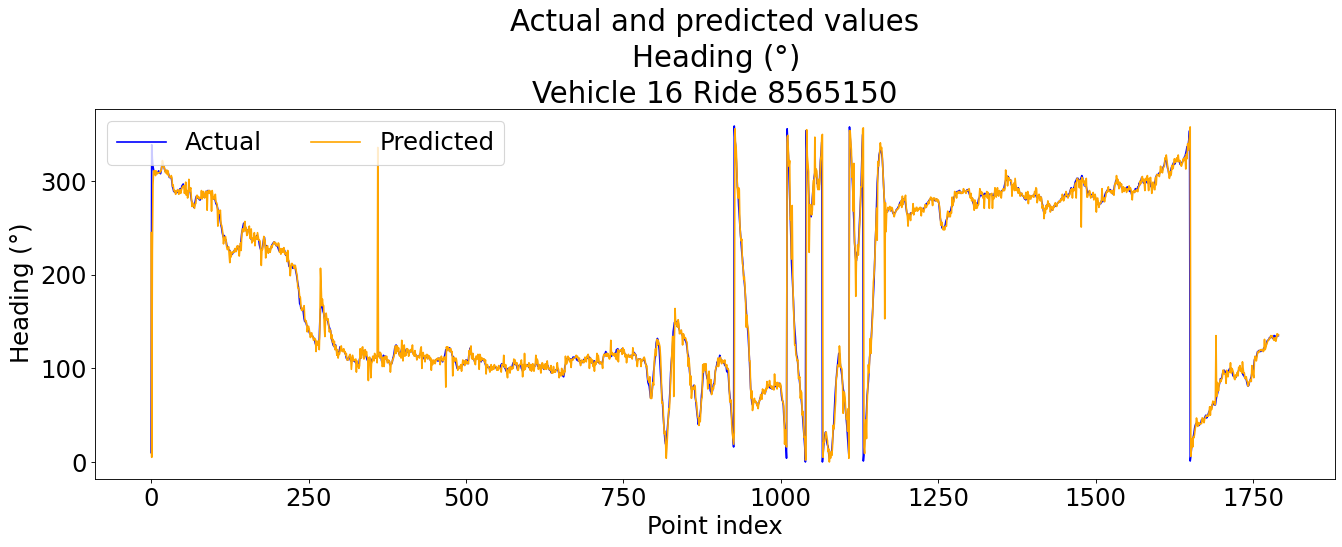 Actual and predicted values
Heading (°)
Vehicle 16 Ride 8565150
Actual
Predicted
Heading (°)
300
200
100
0
0
250
500
750
1000
1250
1500
1750
Point index